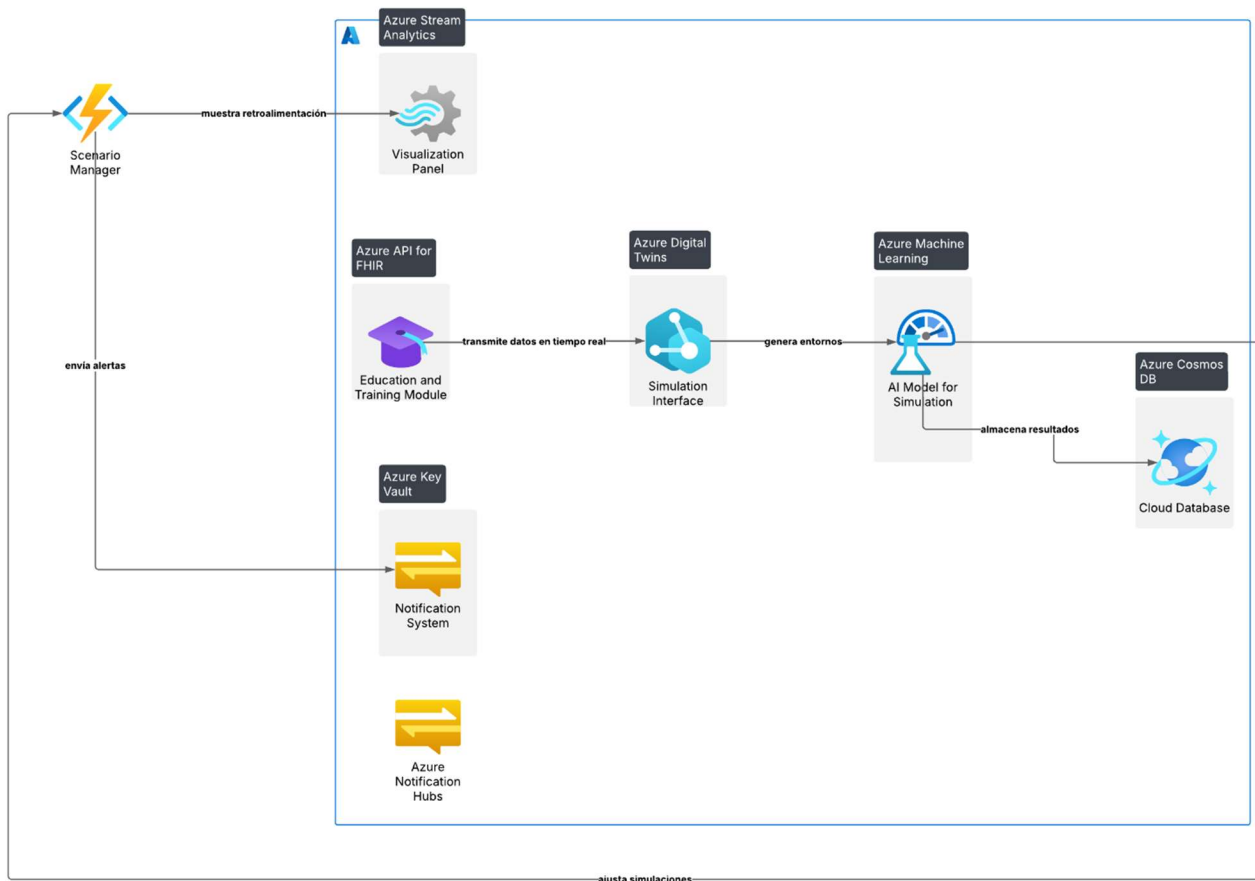 Azure Stream
Analytics
muestra retroalimentación
Scenario
Manager
Visualization
Panel
Azure API for
FHIR
Azure Digital
Twins
Azure Machine
Learning
transmite datos en tiempo real
genera entornos
envía alertas
Education and
Training Module
Simulation
Interface
AI Model for
Simulation
Azure Cosmos
DB
almacena resultados
Cloud Database
Azure Key
Vault
Notification
System
Azure
Notification
Hubs
ajusta simulaciones